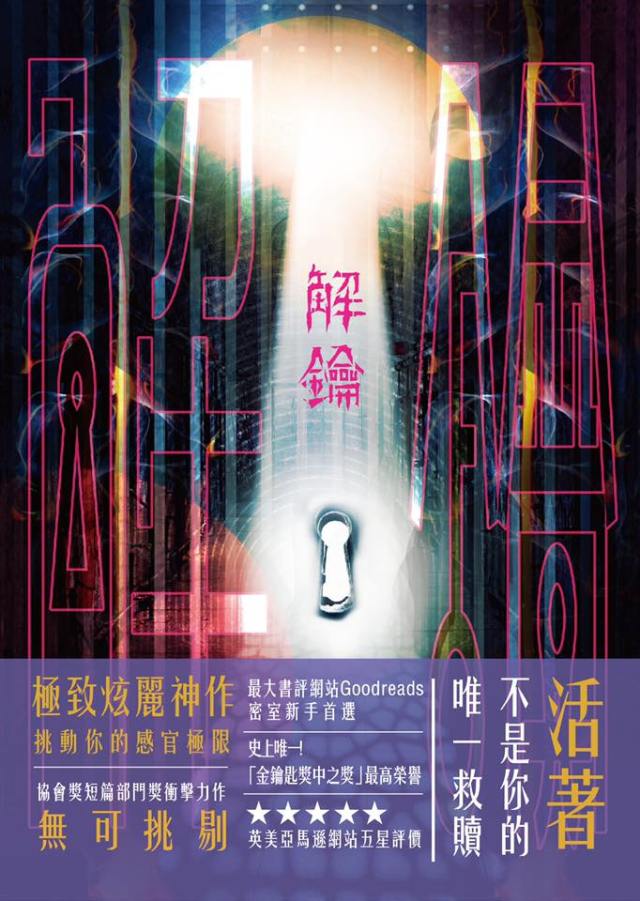 解鑰
解
鑰
活著
不是你的
唯一救贖
極致炫麗神作
挑動你的感官極限
協會獎短篇部門獎衝擊力作
無可挑剔
最大書評網站Goodreads
密室新手首選
史上唯一!
「金鑰匙獎中之獎」最高榮譽
★★★★★
英美亞馬遜網站五星評價